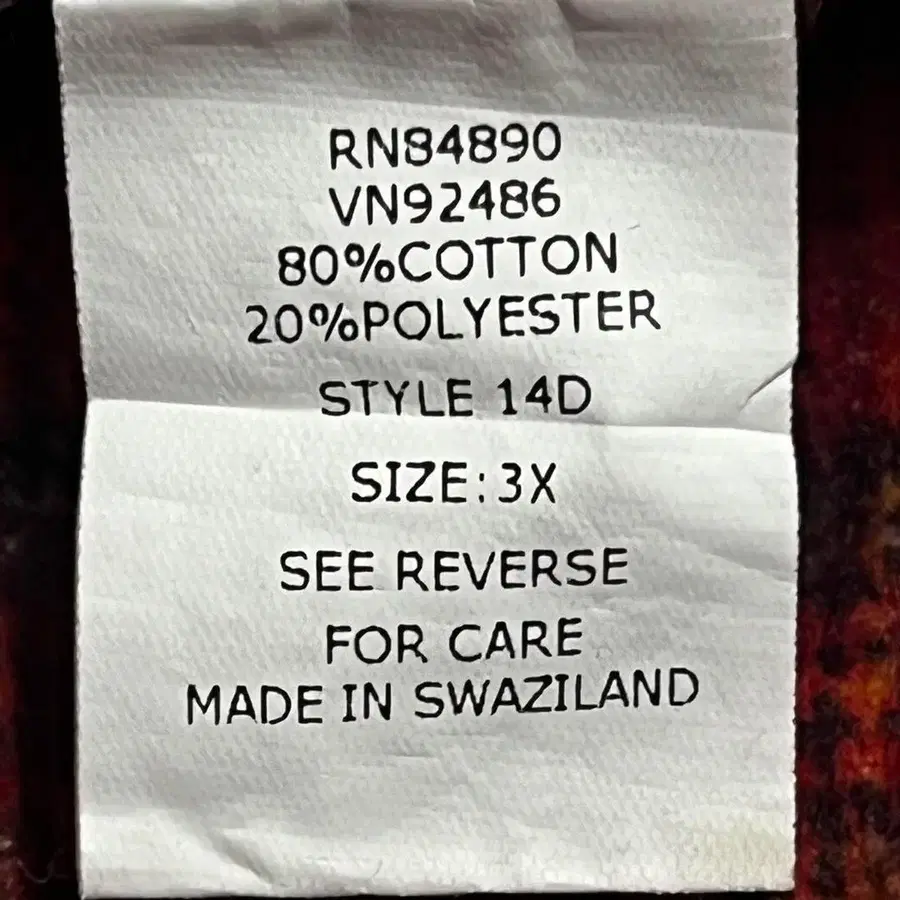 RN84890
VN92486
80%COTTON
20%POLYESTER
STYLE 14D
SIZE:3X
SEE REVERSE
FOR CARE
MADE IN SWAZILAND